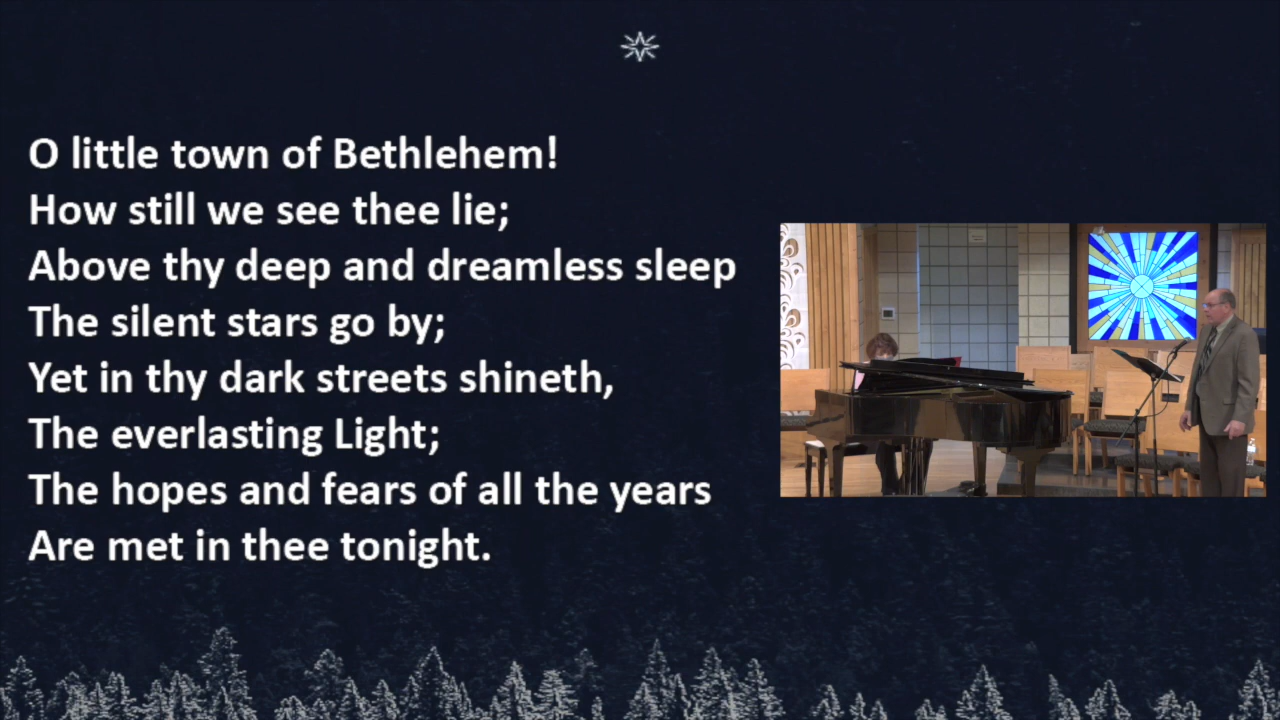 O little town of Bethlehem!
How still we see thee lie;
Above thy deep and dreamless sleep
The silent stars go by;
Yet in thy dark streets shineth,
The everlasting Light;
The hopes and fears of all the years
Are met in thee tonight.